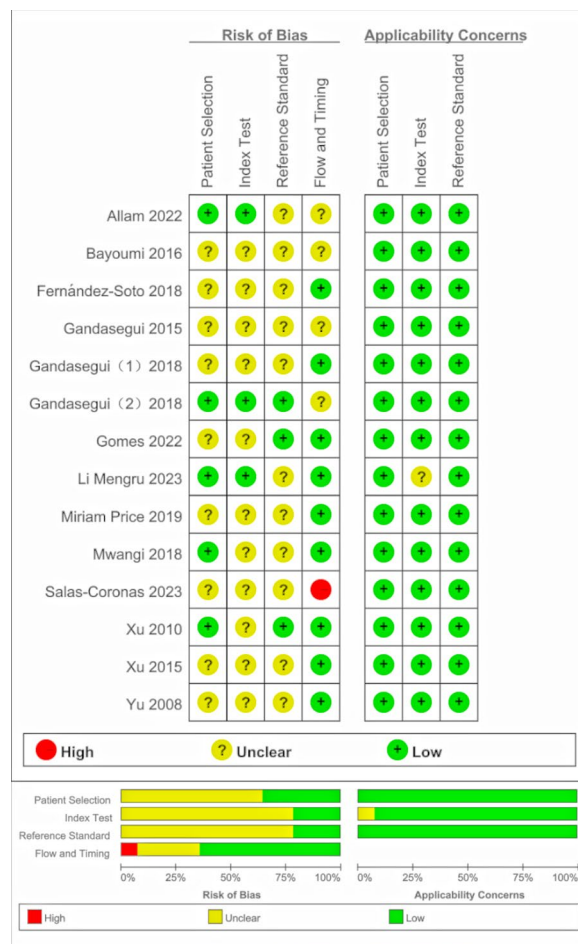 Risk of Bias Applicability Concerns
Patient Selection Index Test Reference Standard Flow and Timing Patient Selection Index Test Reference Standard
Allam 2022 + + ? ? + + +
Bayoumi 2016 ? ? ? ? + + +
Fernández-Soto 2018 ? ? ? + + + +
Gandasegui 2015 ? ? ? ? + + +
Gandasegui（1）2018 ? ? ? + + + +
Gandasegui（2）2018 + + + ? + + +
Gomes 2022 ? ? + + + + +
Li Mengru 2023 + + ? + + ? +
Miriam Price 2019 ? ? ? + + + +
Mwangi 2018 + ? ? + + + +
Salas-Coronas 2023 ? ? ? + + +
Xu 2010 + ? + + + + +
Xu 2015 ? ? ? + + + +
Yu 2008 ? ? ? + + + +
High ? Unclear + Low
Patient Selection
Index Test
Reference Standard
Flow and Timing
0% 25% 50% 75% 100% 0% 25% 50% 75% 100%
Risk of Bias Applicability Concerns
High Unclear Low